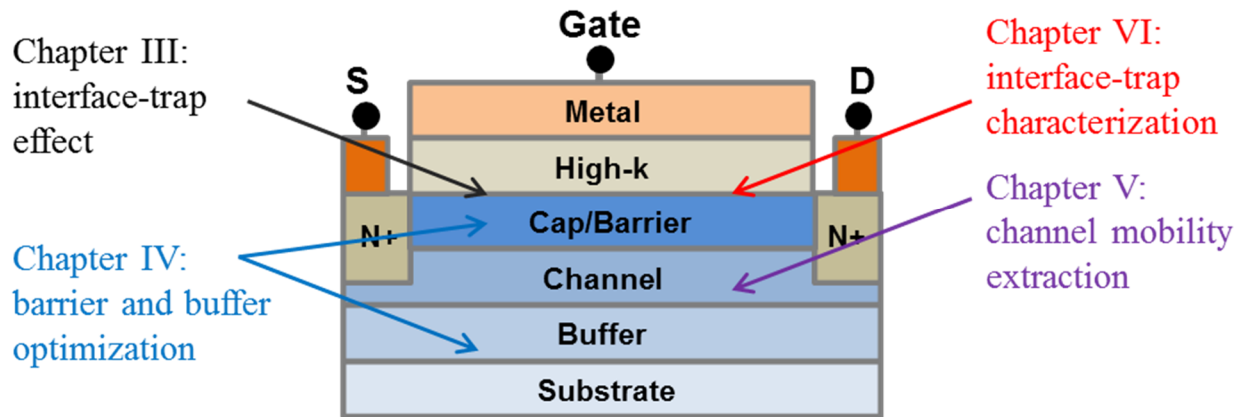 Chapter III:
interface-trap
effect
Chapter IV:
barrier and buffer
optimization
Gate
S
D
Metal
High-k
Cap/Barrier
N+
N+
Channel
Buffer
Substrate
Chapter VI:
interface-trap
characterization
Chapter V:
channel mobility
extraction